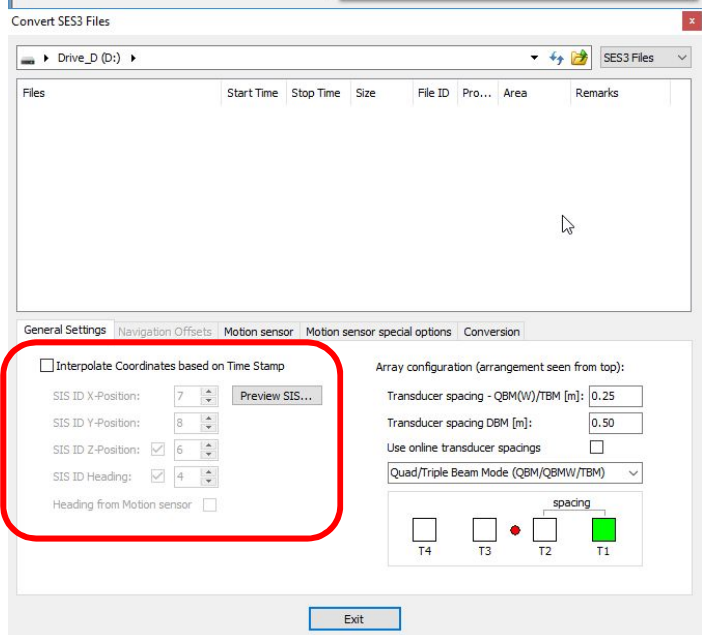 Convert SES3 Files
x
Drive_D (D:)
SES3 Files
Files Start Time Stop Time Size File ID Pro... Area Remarks
General Settings Navigation Offsets Motion sensor Motion sensor special options Conversion
Interpolate Coordinates based on Time Stamp
SIS ID X-Position: 7 Preview SIS...
SIS ID Y-Position: 8
SIS ID Z-Position: 6
SIS ID Heading: 4
Heading from Motion sensor
Array configuration (arrangement seen from top):
Transducer spacing - QBM(W)/TBM [m]: 0.25
Transducer spacing DBM [m]: 0.50
Use online transducer spacings
Quad/Triple Beam Mode (QBM/QBMW/TBM)
spacing
T4 T3 T2 T1
Exit